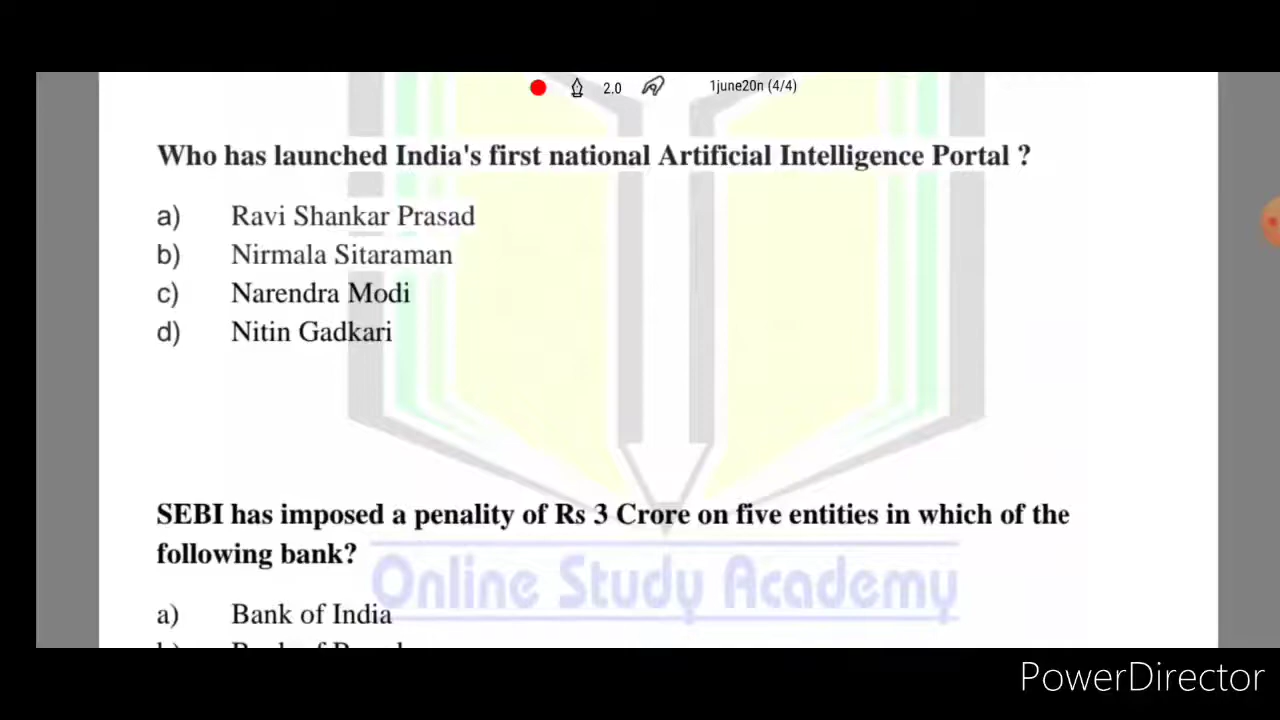 2.0 1june20n (4/4)
Who has launched India's first national Artificial Intelligence Portal ?
a) Ravi Shankar Prasad
b) Nirmala Sitaraman
c) Narendra Modi
d) Nitin Gadkari
SEBI has imposed a penality of Rs 3 Crore on five entities in which of the
following bank?
Online Study Academy
a) Bank of India
PowerDirector